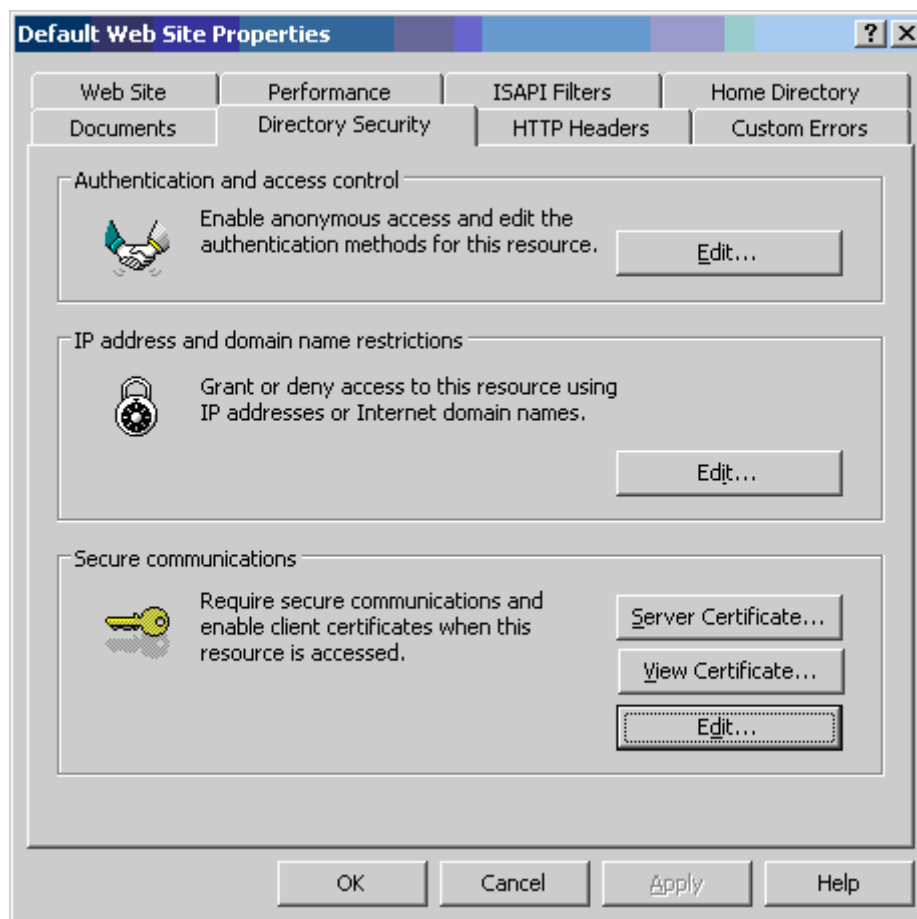 Default Web Site Properties
Web Site Performance ISAPI Filters Home Directory
Documents Directory Security HTTP Headers Custom Errors
Authentication and access control
Enable anonymous access and edit the
authentication methods for this resource.
Edit...
IP address and domain name restrictions
Grant or deny access to this resource using
IP addresses or Internet domain names.
Edit...
Secure communications
Require secure communications and
enable client certificates when this
resource is accessed.
Server Certificate...
View Certificate...
Edit...
OK Cancel Apply Help